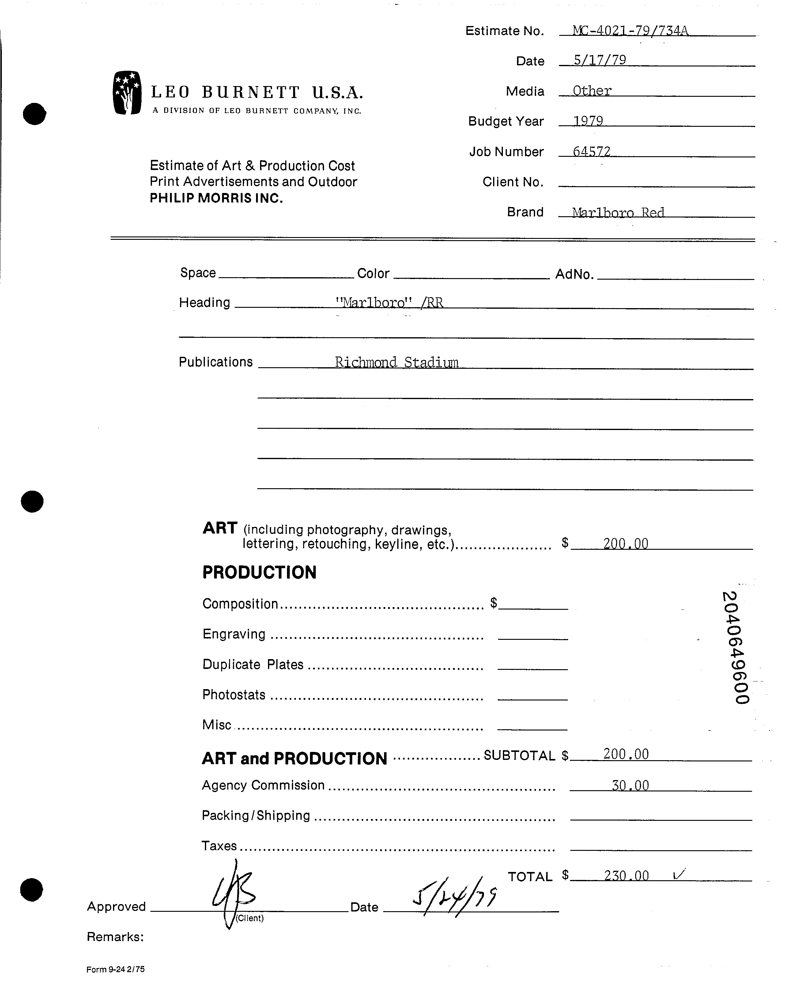 Estimate No. MC-4021-79/734A
Date 5/17/79
LEO BURNETT U.S.A.
A DIVISION OF LEO BURNETT COMPANY, INC.
Media Other
Budget Year 1979
Job Number 64572
Estimate of Art & Production Cost
Print Advertisements and Outdoor
PHILIP MORRIS INC.
Client No.
Brand Marlboro Red
Space Color AdNo.
Heading "Marlboro" /RR
Publications Richmond Stadium
ART (including photography, drawings,
lettering, retouching, keyline, etc.)..................... $ 200.00
PRODUCTION
Composition............................................. $
Engraving ..............................................
Duplicate Plates ......................................
Photostats ..............................................
Misc......................................................
ART and PRODUCTION ................... SUBTOTAL $ 200.00
Agency Commission ................................................. 30.00
Packing/Shipping ....................................................
Taxes.....................................................................
TOTAL $ 230.00 ✓
Approved Date 5/24/79
(Client)
Remarks:
Form 9-24 2/75
2040649600